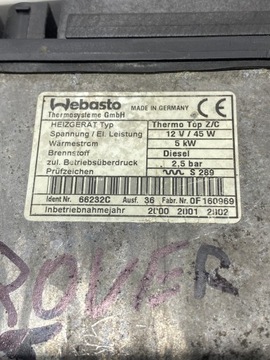 Webasto
MADE IN GERMANY
CE
Thermosysteme GmbH
HEIZGERÄT Typ Thermo Top Z/C
Spannung / El. Leistung 12 V / 45 W
Wärmestrom 5 kW
Brennstoff Diesel
zul. Betriebsüberdruck 2,5 bar
Prüfzeichen S 289
Ident Nr. 66232C Ausf. 36 Fabr. Nr. 0F160969
Inbetriebnahmejahr 2000 2001 2002
ROVER